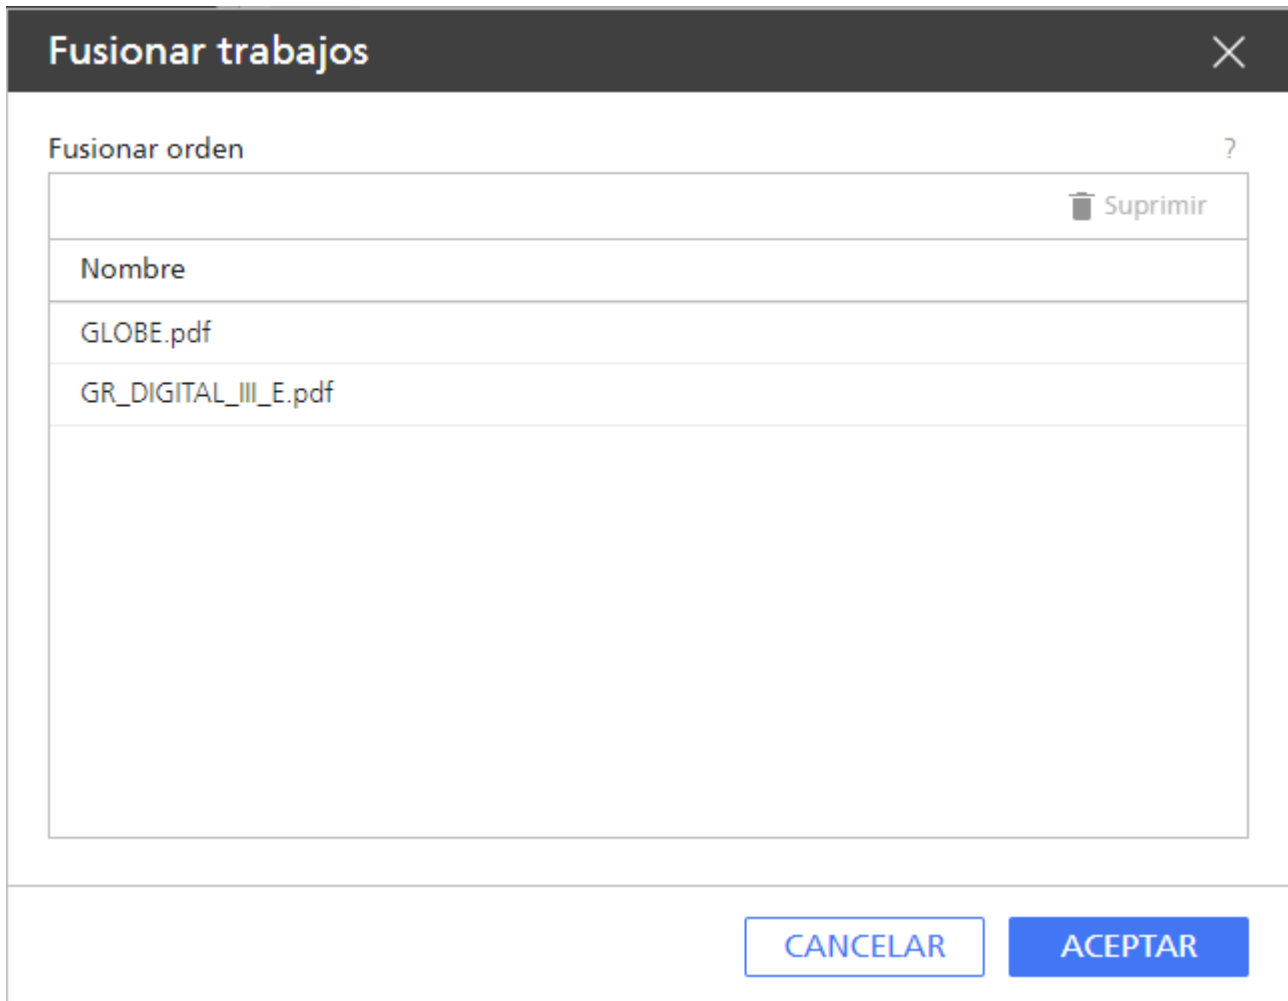 Fusionar trabajos
Fusionar orden
?
Suprimir
Nombre
GLOBE.pdf
GR_DIGITAL_III_E.pdf
CANCELAR
ACEPTAR